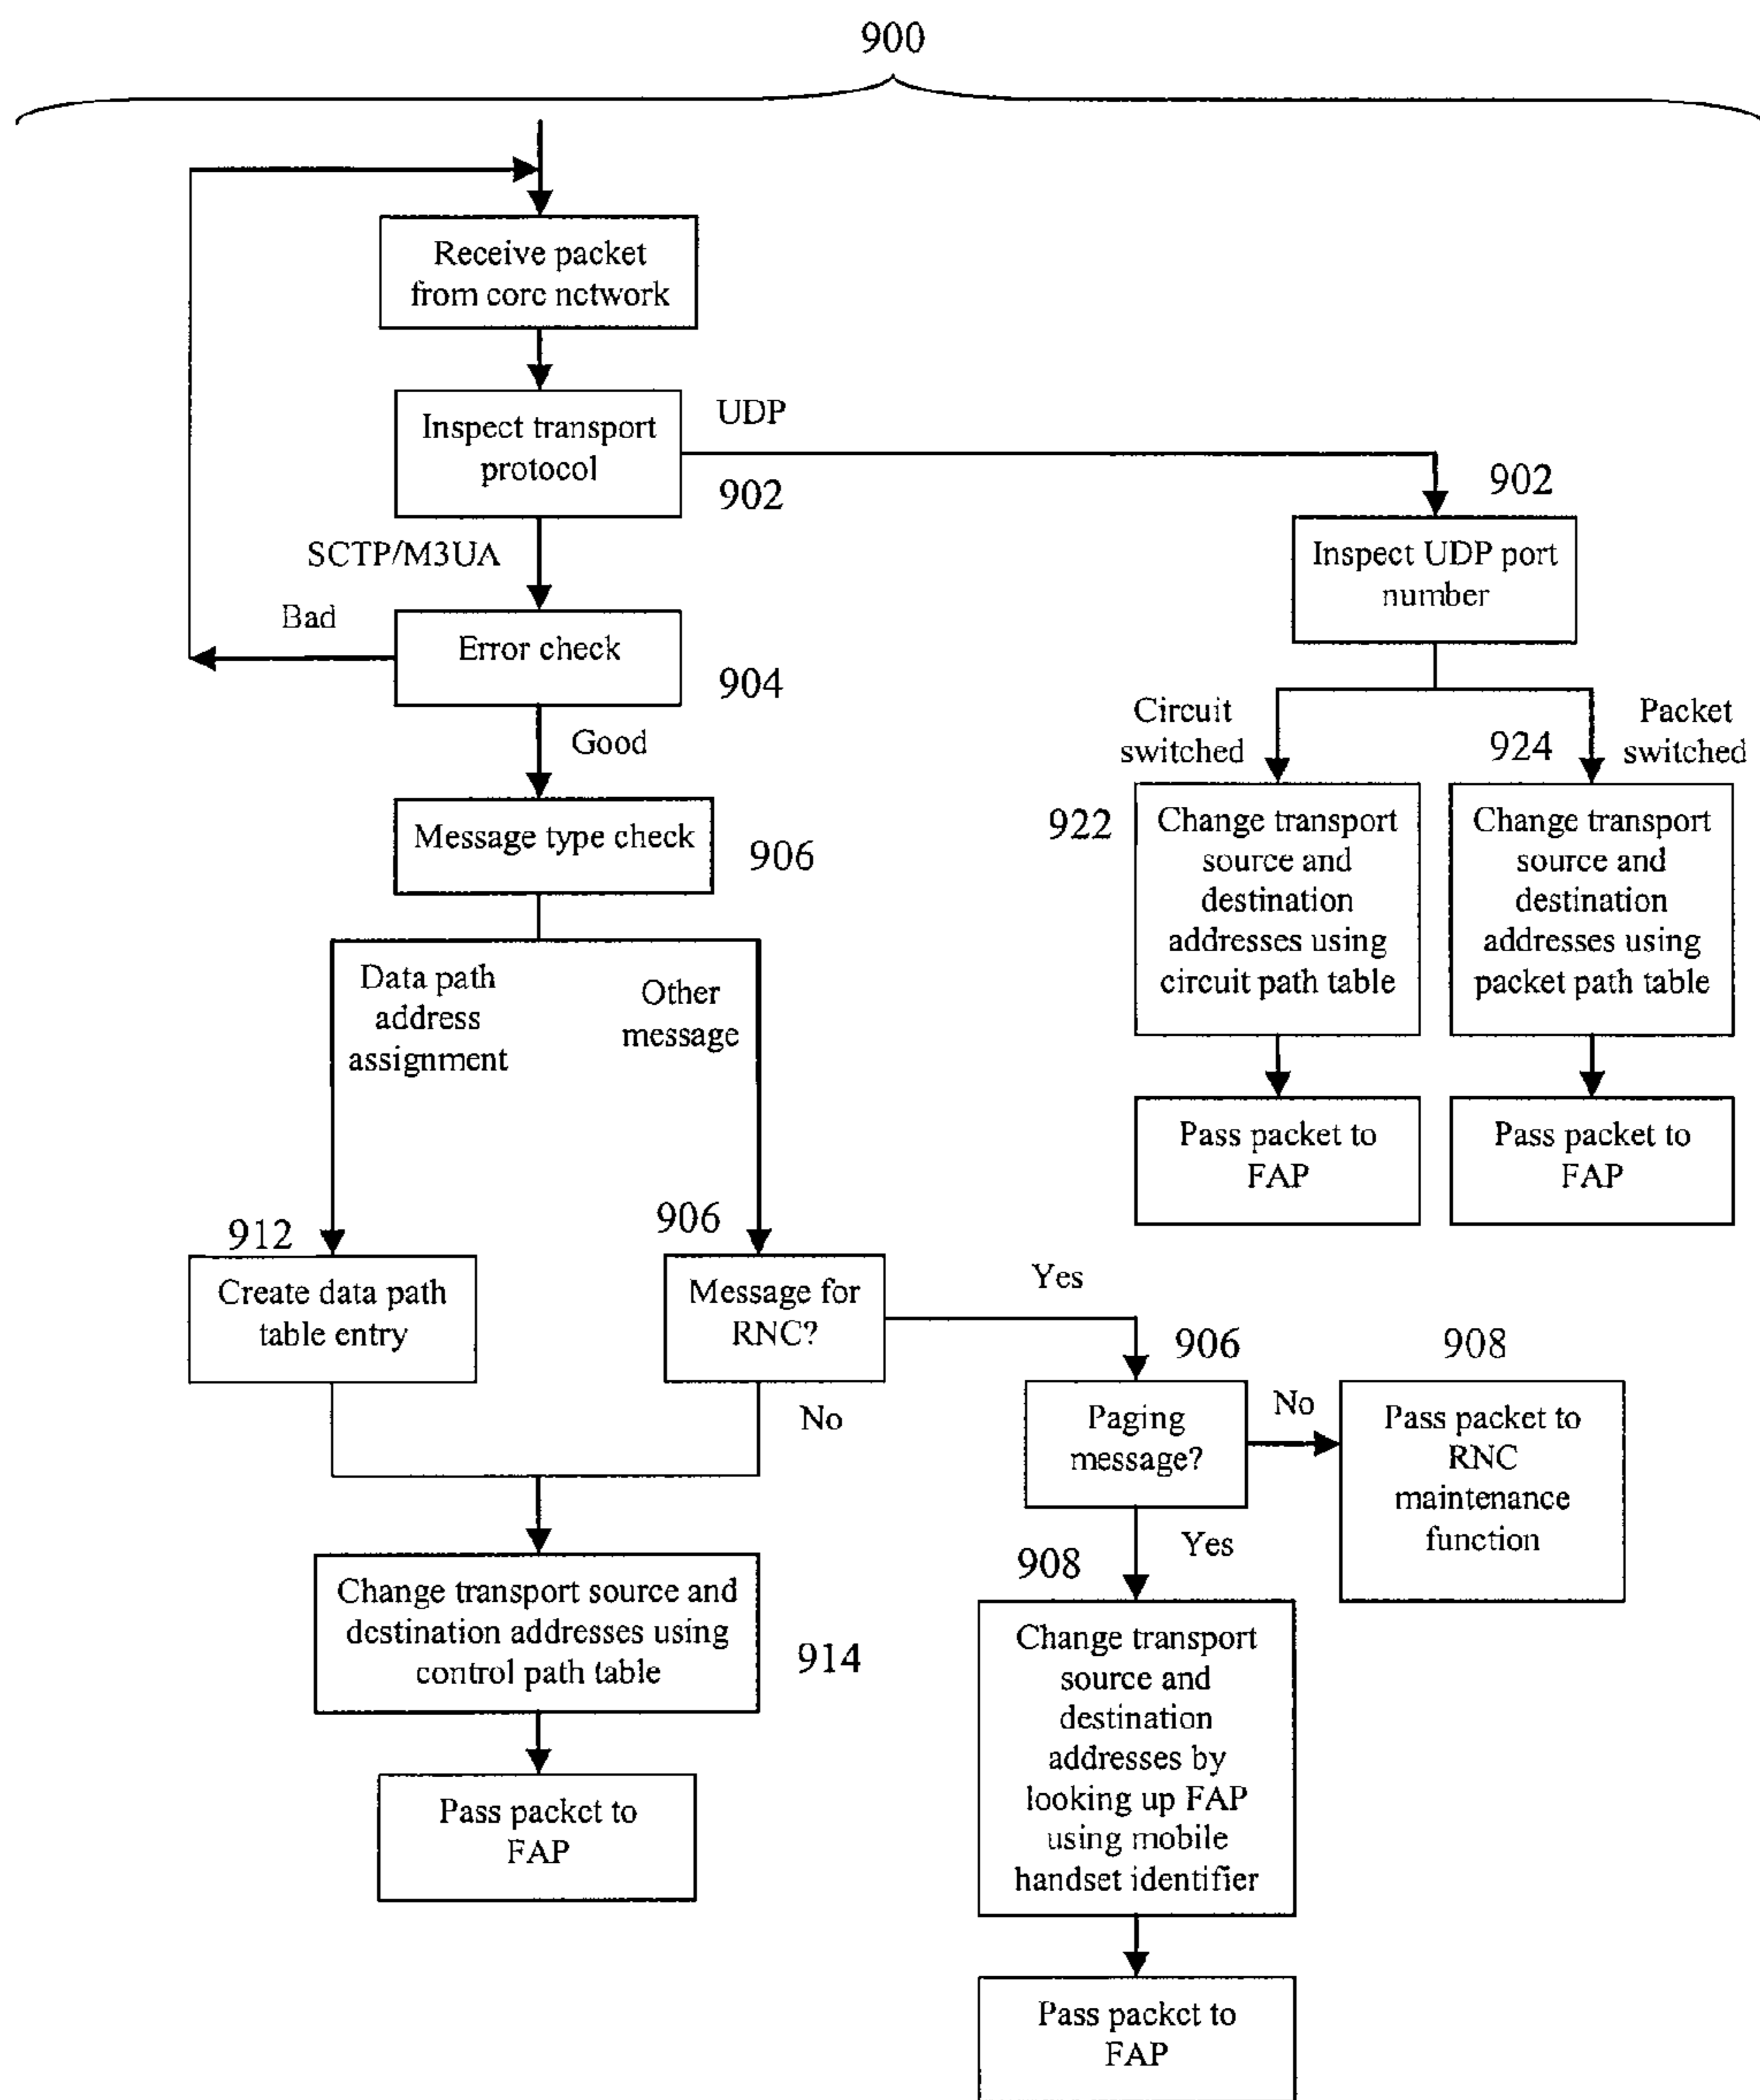 900
Receive packet
from core network
Inspect transport
protocol
UDP
902
902
Inspect UDP port
number
SCTP/M3UA
Bad
Error check
904
Good
Circuit
switched
924
Packet
switched
Message type check
906
922
Change transport
source and
destination
addresses using
circuit path table
Change transport
source and
destination
addresses using
packet path table
Data path
address
assignment
Other
message
Pass packet to
FAP
Pass packet to
FAP
912
906
Create data path
table entry
Message for
RNC?
Yes
No
906
908
Paging
message?
No
Pass packet to
RNC
maintenance
function
Yes
908
Change transport source and
destination addresses using
control path table
914
Change transport
source and
destination
addresses by
looking up FAP
using mobile
handset identifier
Pass packet to
FAP
Pass packet to
FAP